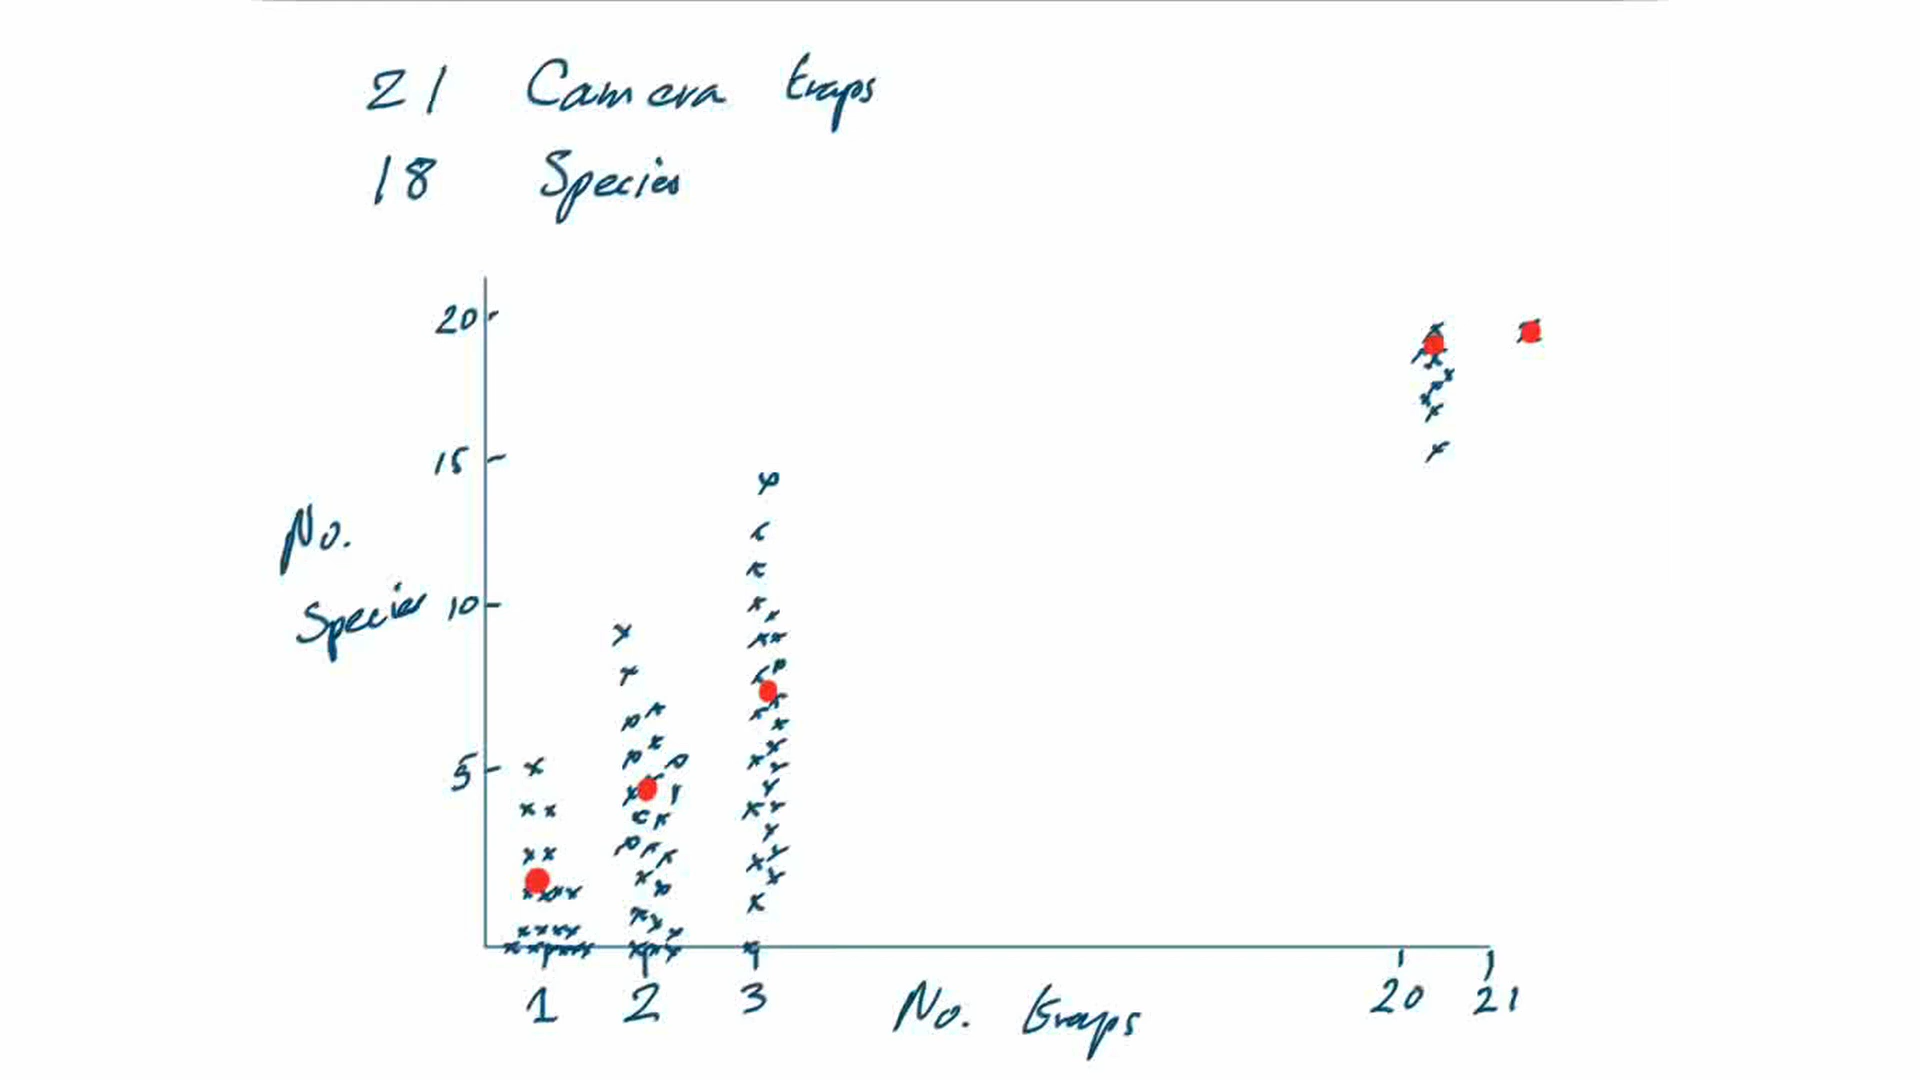 21 Camera traps
18 Species
20
15
No.
Species
10
5
1 2 3 No. traps 20 21